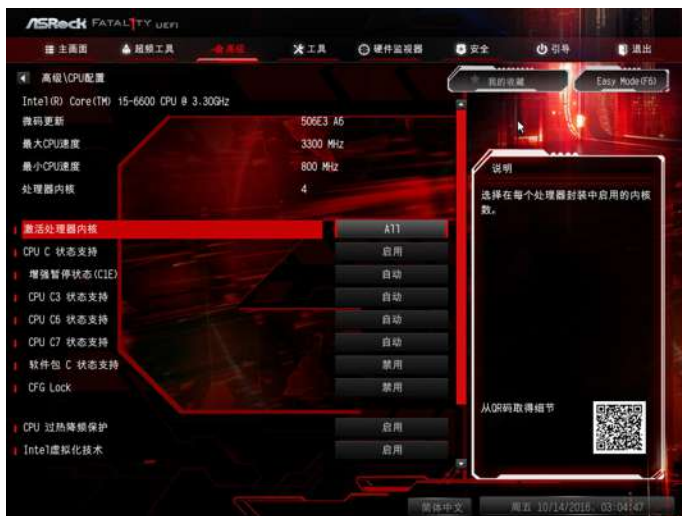 ASRock FATAL1TY UEFI
主画面 超频工具 高级 工具 硬件监视器 安全 引导 退出
高级\CPU配置 我的收藏 Easy Mode(F6)
Intel(R) Core(TM) i5-6600 CPU @ 3.30GHz
微码更新 506E3 A6
最大CPU速度 3300 MHz
最小CPU速度 800 MHz
处理器内核 4
激活处理器内核 All
CPU C 状态支持 启用
增强暂停状态(C1E) 自动
CPU C3 状态支持 自动
CPU C6 状态支持 自动
CPU C7 状态支持 自动
软件包 C 状态支持 禁用
CFG Lock 禁用
CPU 过热降频保护 启用
Intel虚拟化技术 启用
说明
选择在每个处理器封装中启用的内核
数。
从QR码取得细节
简体中文 周五 10/14/2016. 03:04:47